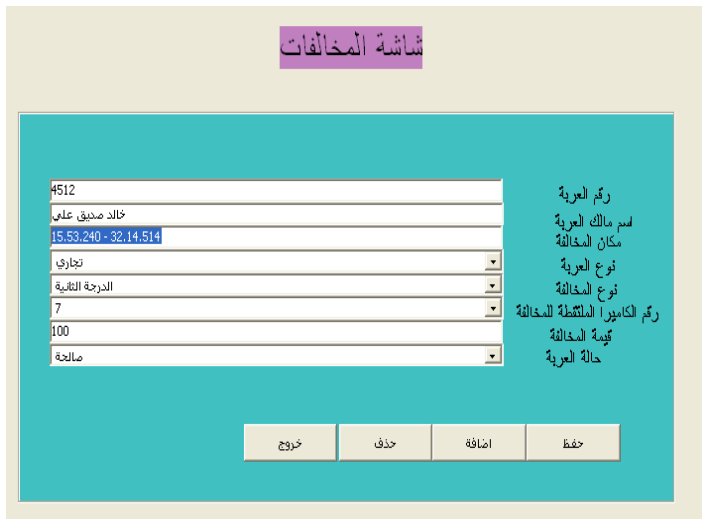 شاشة المخالفات
رقم العربة
4512
اسم مالك العربة
خالد صديق على
مكان المخالفة
15.53.240 - 32.14.514
نوع العربة
تجاري
نوع المخالفة
الدرجة الثانية
رقم الكاميرا الملتقطة للمخالفة
7
قيمة المخالفة
100
حالة العربة
صالحة
حفظ
اضافة
حذف
خروج